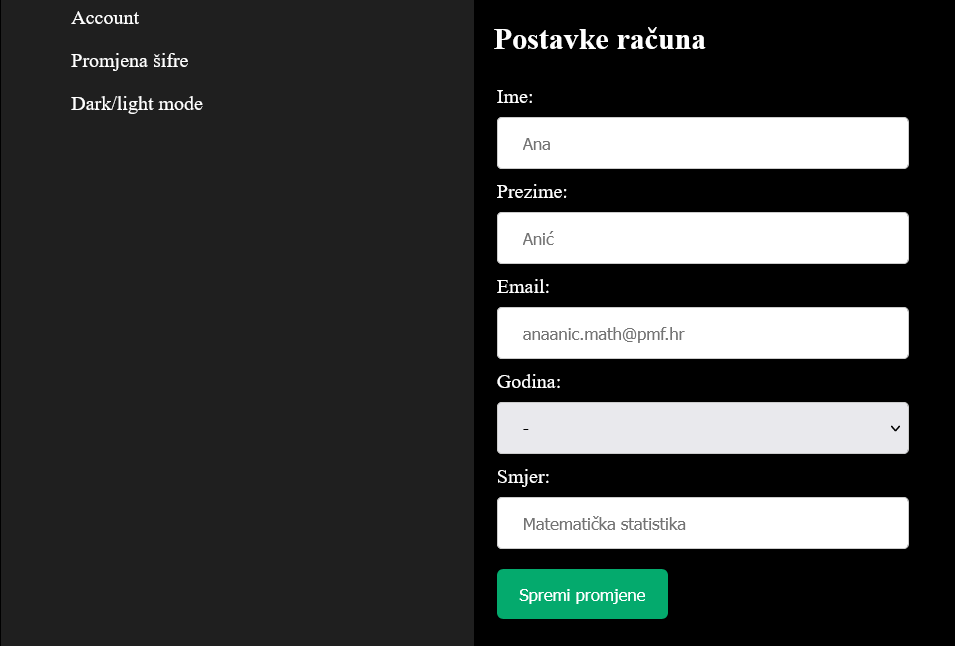 Account
Promjena šifre
Dark/light mode
Postavke računa
Ime:
Ana
Prezime:
Anić
Email:
anaanic.math@pmf.hr
Godina:
-
Smjer:
Matematička statistika
Spremi promjene